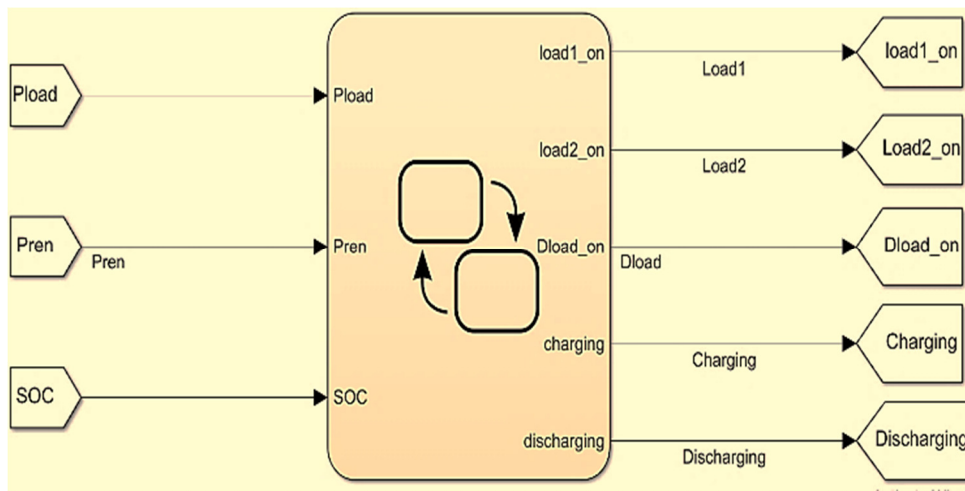 Pload
Pren
Pren
SOC
Pload
Pren
SOC
load1_on
load2_on
Dload_on
charging
discharging
Load1
Load2
Dload
Charging
Discharging
load1_on
Load2_on
Dload_on
Charging
Discharging